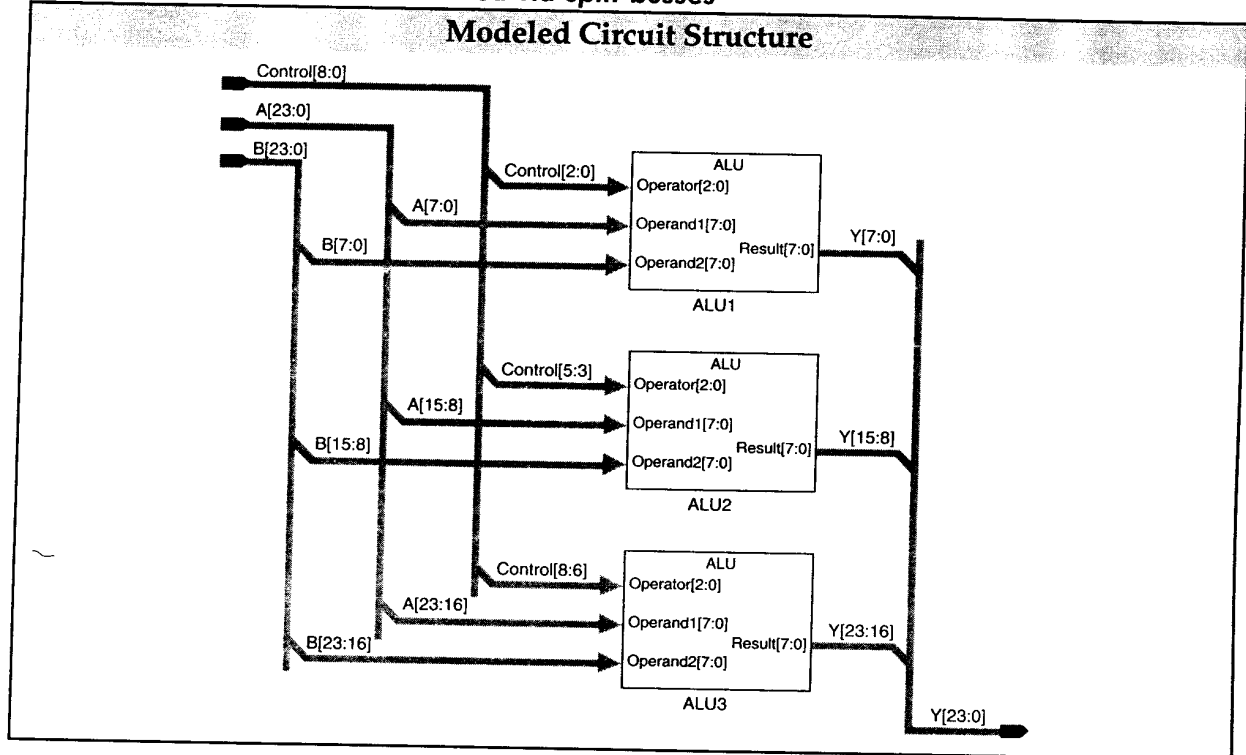 Modeled Circuit Structure
Control[8:0]
A[23:0]
B[23:0]
Control[2:0]
A[7:0]
B[7:0]
ALU
Operator[2:0]
Operand1[7:0]
Operand2[7:0]
Result[7:0]
Y[7:0]
ALU1
Control[5:3]
A[15:8]
B[15:8]
ALU
Operator[2:0]
Operand1[7:0]
Operand2[7:0]
Result[7:0]
Y[15:8]
ALU2
Control[8:6]
A[23:16]
B[23:16]
ALU
Operator[2:0]
Operand1[7:0]
Operand2[7:0]
Result[7:0]
Y[23:16]
ALU3
Y[23:0]